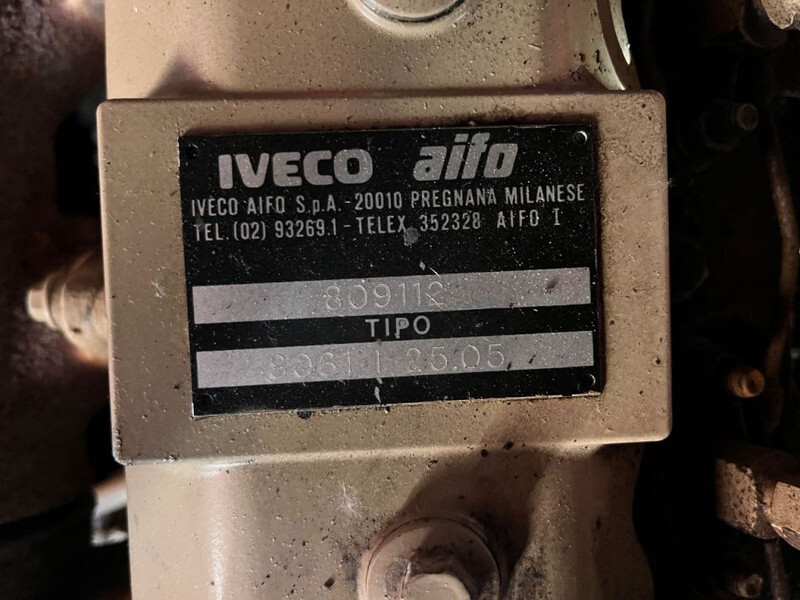 IVECO aifo
IVECO AIFO S.p.A. - 20010 PREGNANA MILANESE
TEL. (02) 93269.1 - TELEX 352328 AIFO I
809112
TIPO
8061 I 25.05